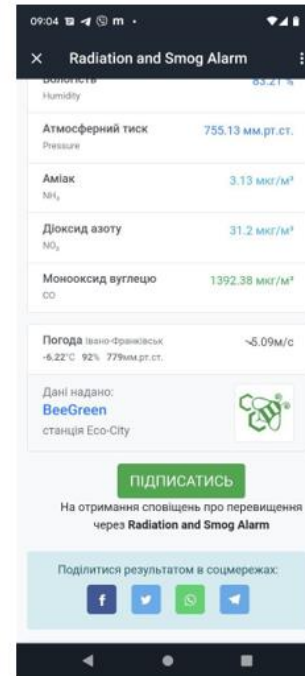 09:04
Radiation and Smog Alarm
Вологість 83.21 %
Humidity
Атмосферний тиск 755.13 мм.рт.ст.
Pressure
Аміак 3.13 мкг/м³
NH₃
Діоксид азоту 31.2 мкг/м³
NO₂
Монооксид вуглецю 1392.38 мкг/м³
CO
Погода Івано-Франківськ 5.09м/с
-6.22°C 92% 779мм.рт.ст.
Дані надано:
BeeGreen
станція Eco-City
ПІДПИСАТИСЬ
На отримання сповіщень про перевищення
через Radiation and Smog Alarm
Поділитися результатом в соцмережах: